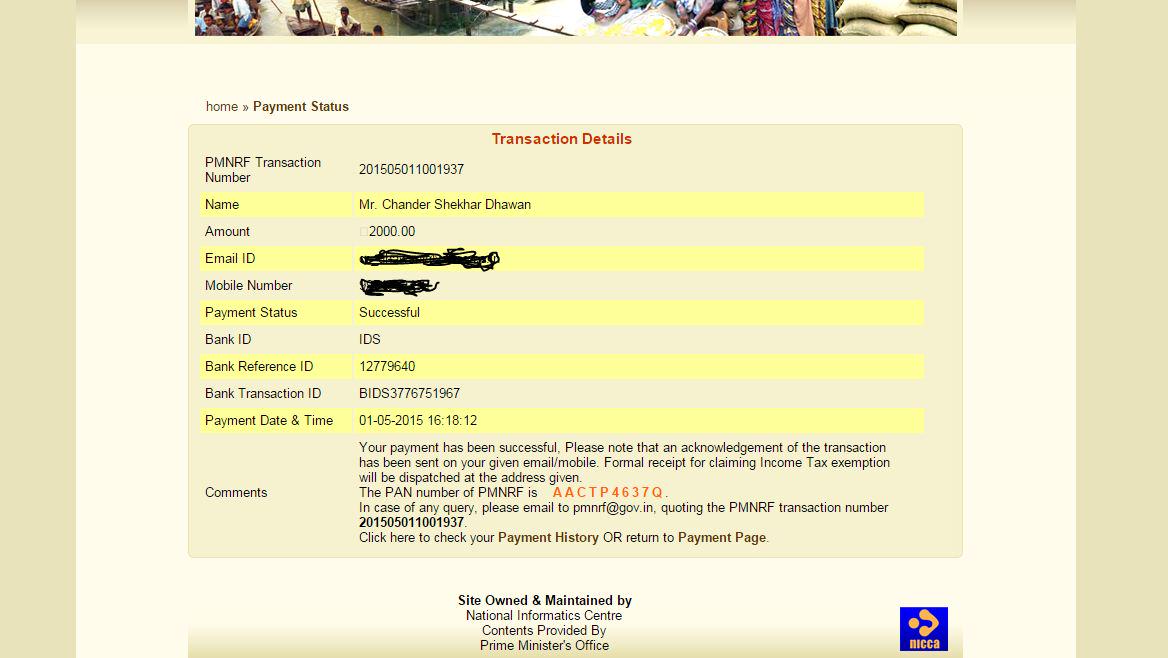 home » Payment Status
Transaction Details
PMNRF Transaction
Number
201505011001937
Name
Mr. Chander Shekhar Dhawan
Amount
2000.00
Email ID
Mobile Number
Payment Status
Successful
Bank ID
IDS
Bank Reference ID
12779640
Bank Transaction ID
BIDS3776751967
Payment Date & Time
01-05-2015 16:18:12
Comments
Your payment has been successful, Please note that an acknowledgement of the transaction
has been sent on your given email/mobile. Formal receipt for claiming Income Tax exemption
will be dispatched at the address given.
The PAN number of PMNRF is AACTP4637Q.
In case of any query, please email to pmnrf@gov.in, quoting the PMNRF transaction number
201505011001937.
Click here to check your Payment History OR return to Payment Page.
Site Owned & Maintained by
National Informatics Centre
Contents Provided By
Prime Minister's Office
nicca